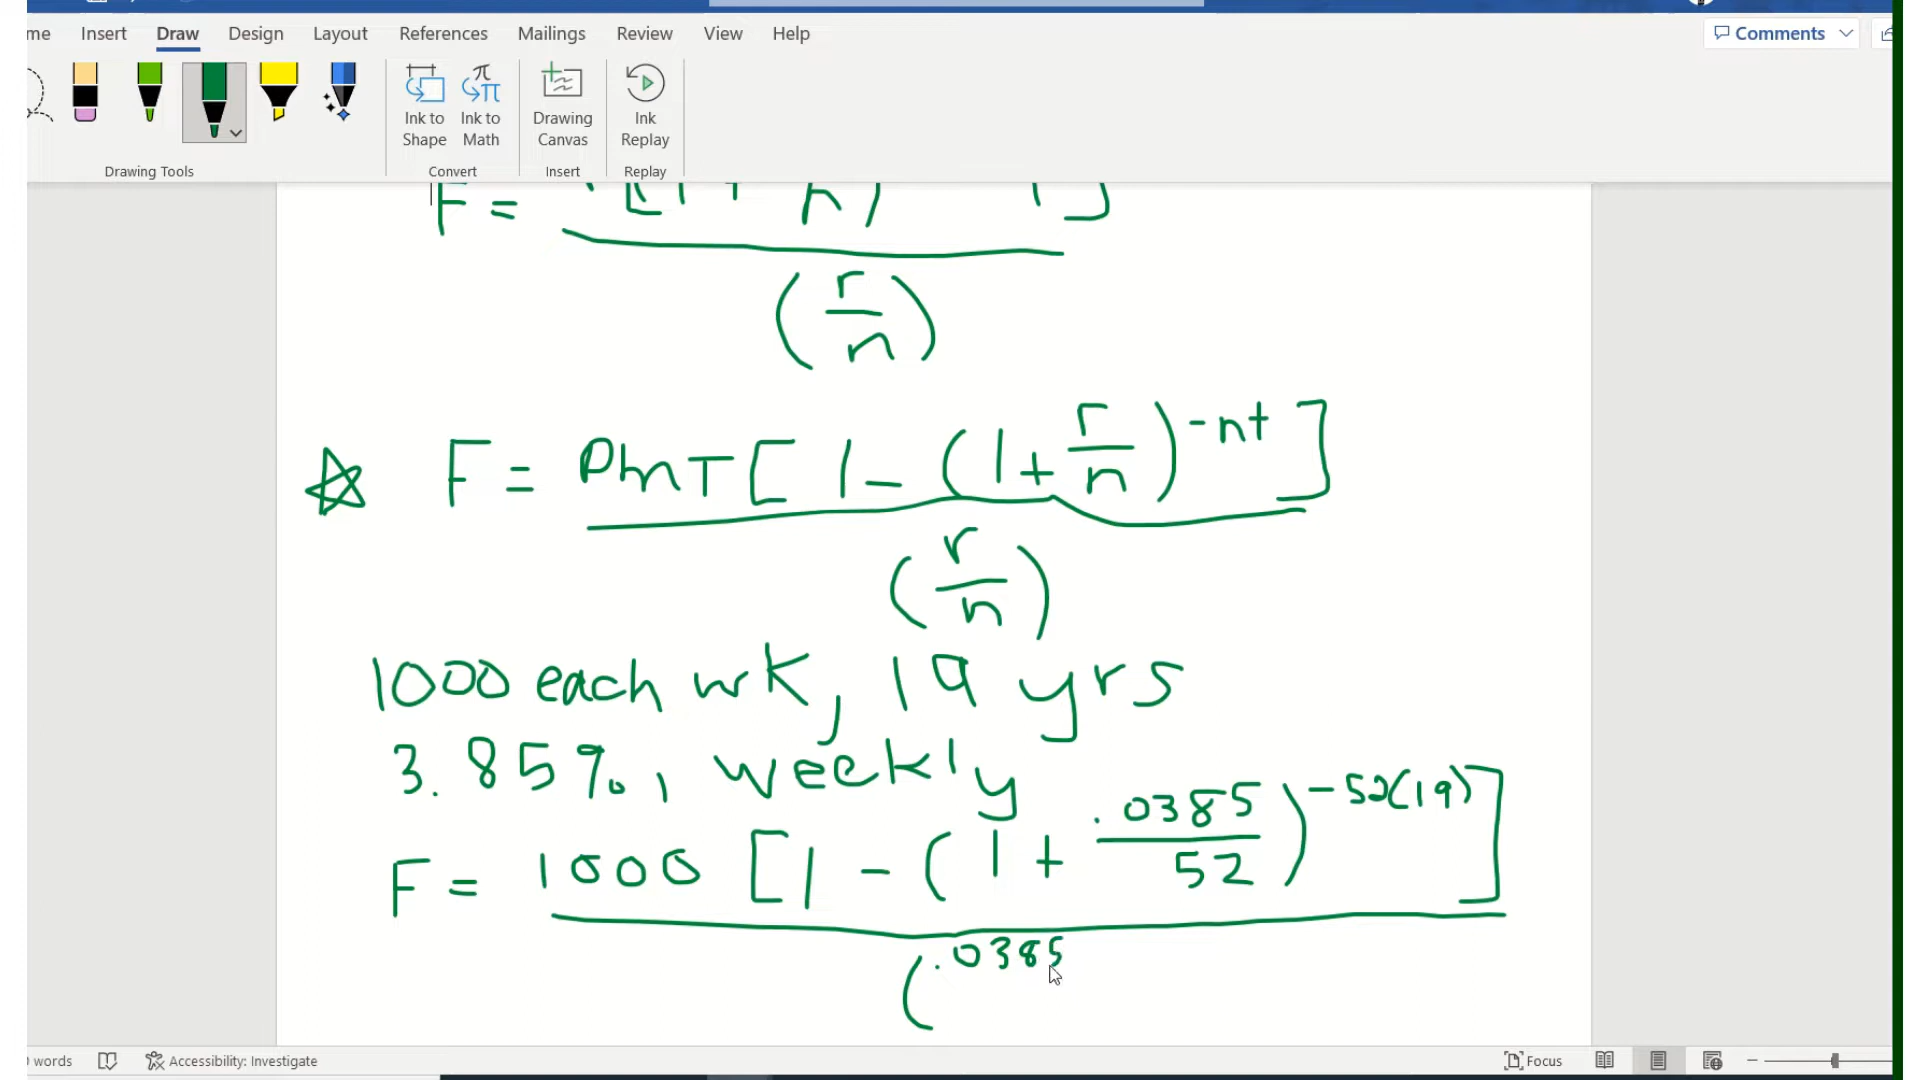 me Insert Draw Design Layout References Mailings Review View Help Comments
Ink to Shape Ink to Math Drawing Canvas Ink Replay
Drawing Tools Convert Insert Replay
F =
( r/n )
☆ F = PmT [ 1 - (1 + r/n)^-nt ]
( r/n )
1000 each wk, 19 yrs
3.85%, weekly
F = 1000 [ 1 - ( 1 + .0385/52 )^-52(19) ]
( .0385
words Accessibility: Investigate Focus